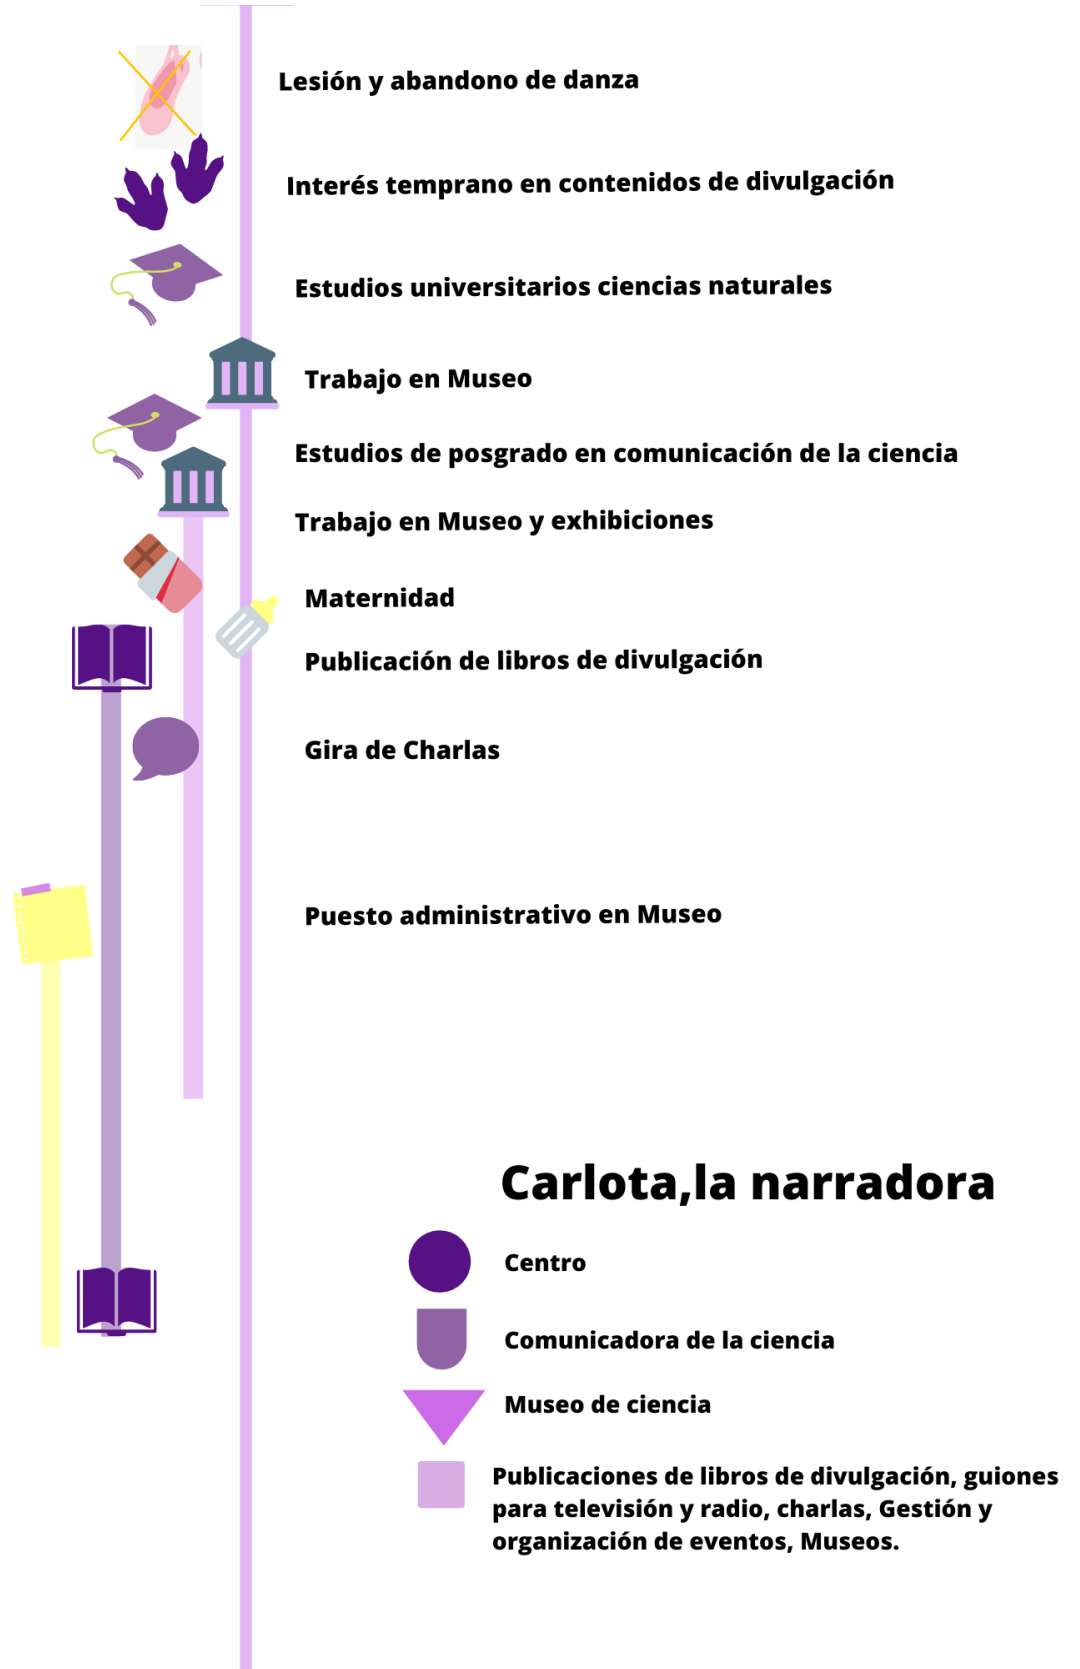 Lesión y abandono de danza
Interés temprano en contenidos de divulgación
Estudios universitarios ciencias naturales
Trabajo en Museo
Estudios de posgrado en comunicación de la ciencia
Trabajo en Museo y exhibiciones
Maternidad
Publicación de libros de divulgación
Gira de Charlas
Puesto administrativo en Museo
Carlota,la narradora
Centro
Comunicadora de la ciencia
Museo de ciencia
Publicaciones de libros de divulgación, guiones
para televisión y radio, charlas, Gestión y
organización de eventos, Museos.